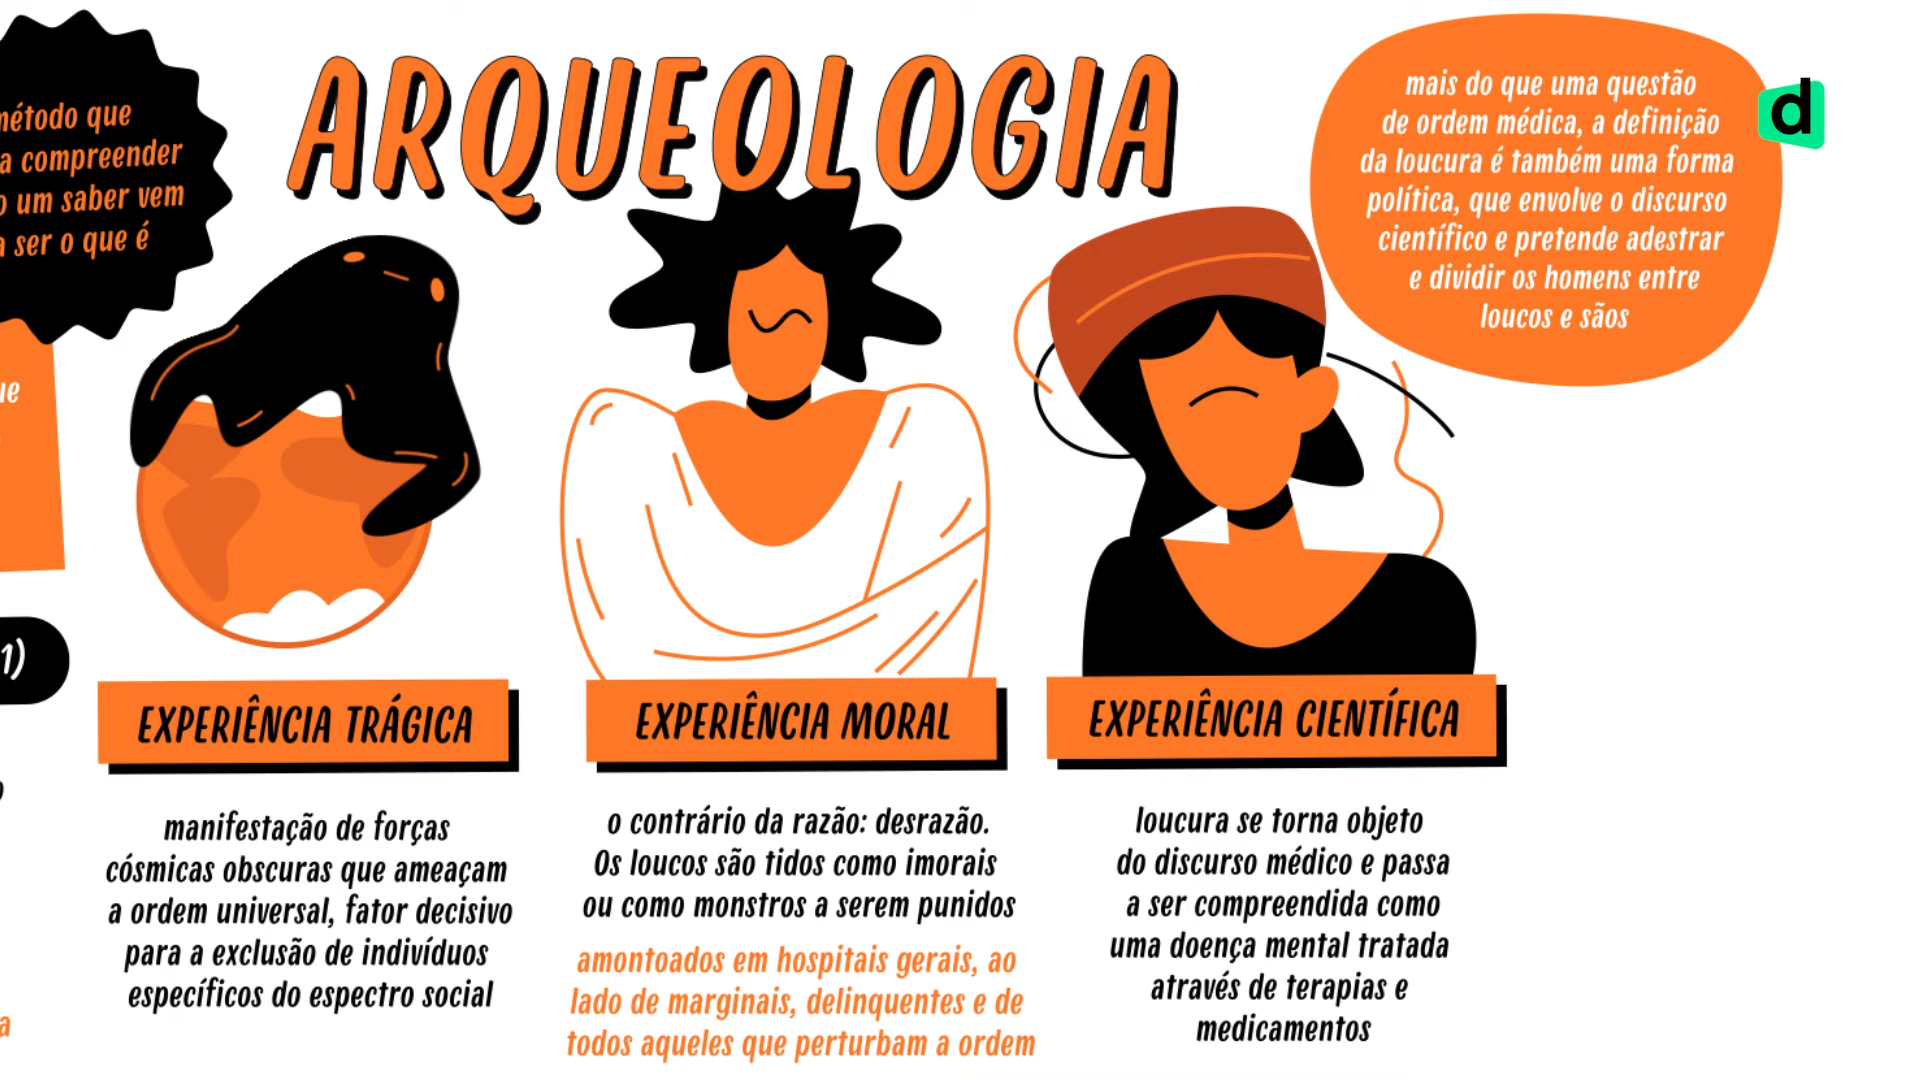 método que
a compreender
o um saber vem
a ser o que é
ARQUEOLOGIA
mais do que uma questão
de ordem médica, a definição
da loucura é também uma forma
política, que envolve o discurso
científico e pretende adestrar
e dividir os homens entre
loucos e sãos
d
ue
1)
EXPERIÊNCIA TRÁGICA
manifestação de forças
cósmicas obscuras que ameaçam
a ordem universal, fator decisivo
para a exclusão de indivíduos
específicos do espectro social
EXPERIÊNCIA MORAL
o contrário da razão: desrazão.
Os loucos são tidos como imorais
ou como monstros a serem punidos
amontoados em hospitais gerais, ao
lado de marginais, delinquentes e de
todos aqueles que perturbam a ordem
EXPERIÊNCIA CIENTÍFICA
loucura se torna objeto
do discurso médico e passa
a ser compreendida como
uma doença mental tratada
através de terapias e
medicamentos
a